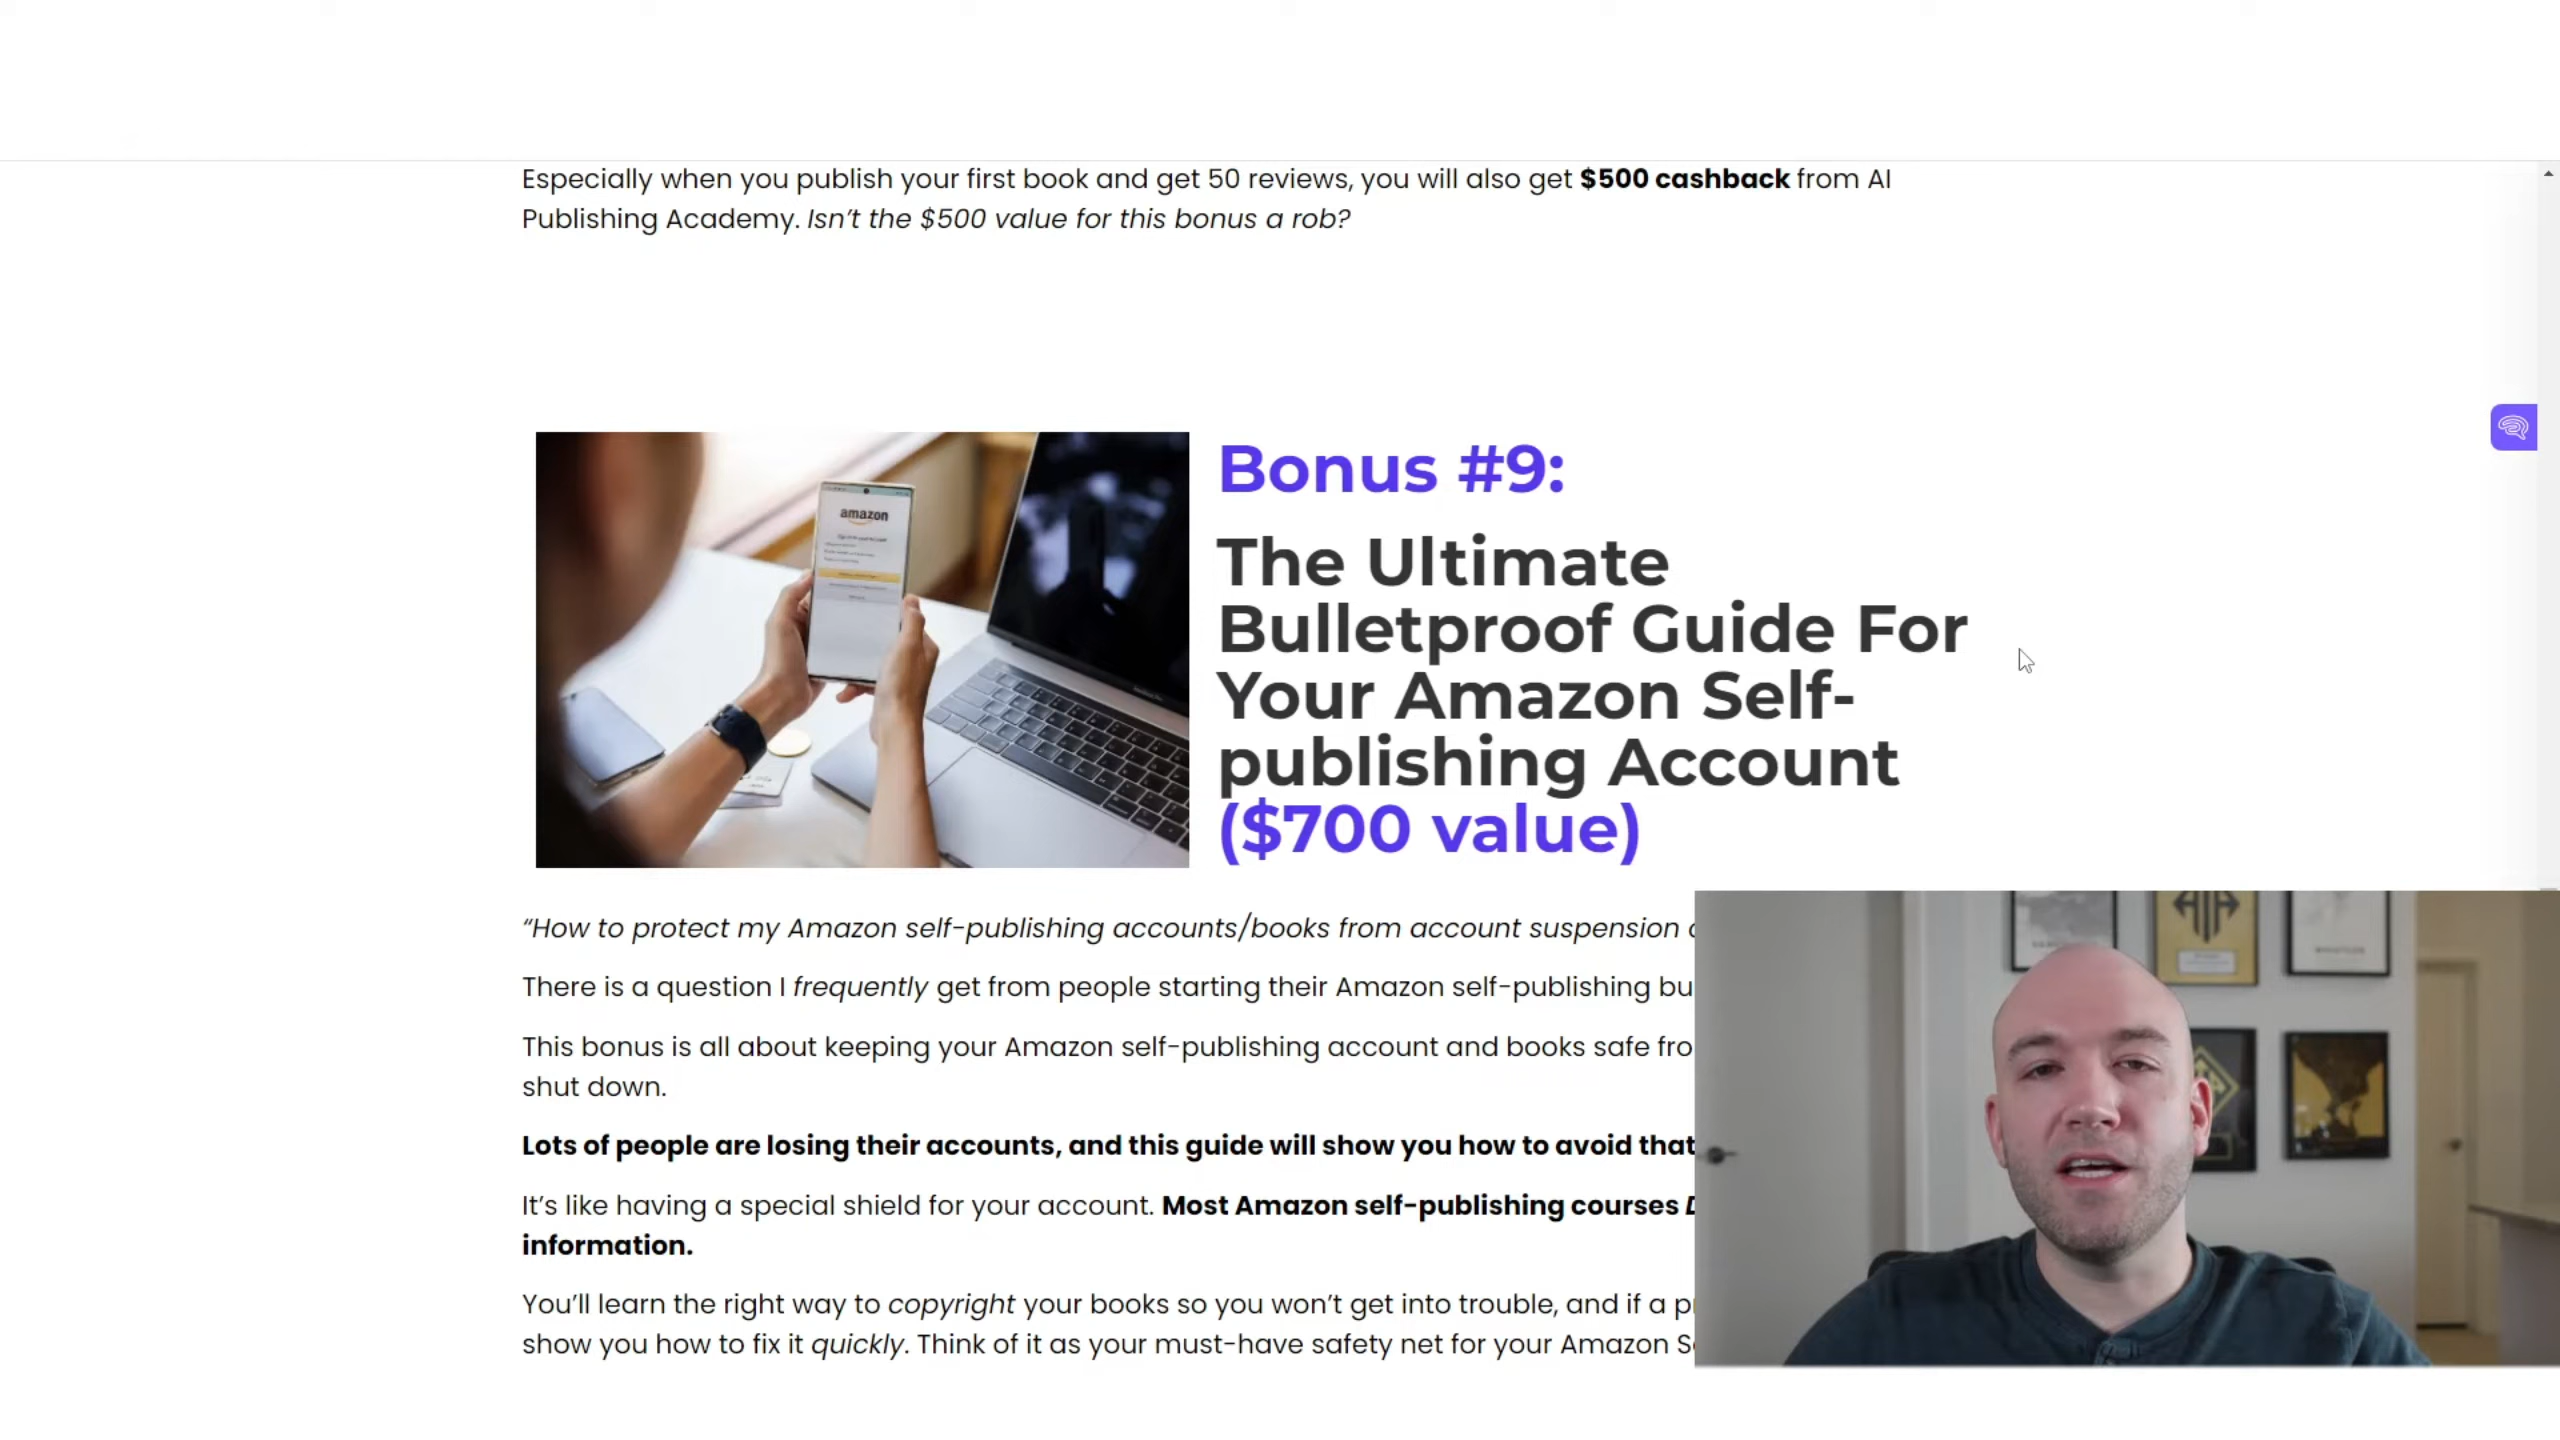 Especially when you publish your first book and get 50 reviews, you will also get $500 cashback from AI
Publishing Academy. Isn’t the $500 value for this bonus a rob?
amazon
Bonus #9:
The Ultimate
Bulletproof Guide For
Your Amazon Self-
publishing Account
($700 value)
“How to protect my Amazon self-publishing accounts/books from account suspension
There is a question I frequently get from people starting their Amazon self-publishing bu
This bonus is all about keeping your Amazon self-publishing account and books safe fro
shut down.
Lots of people are losing their accounts, and this guide will show you how to avoid that
It’s like having a special shield for your account. Most Amazon self-publishing courses
information.
You’ll learn the right way to copyright your books so you won’t get into trouble, and if a p
show you how to fix it quickly. Think of it as your must-have safety net for your Amazon S